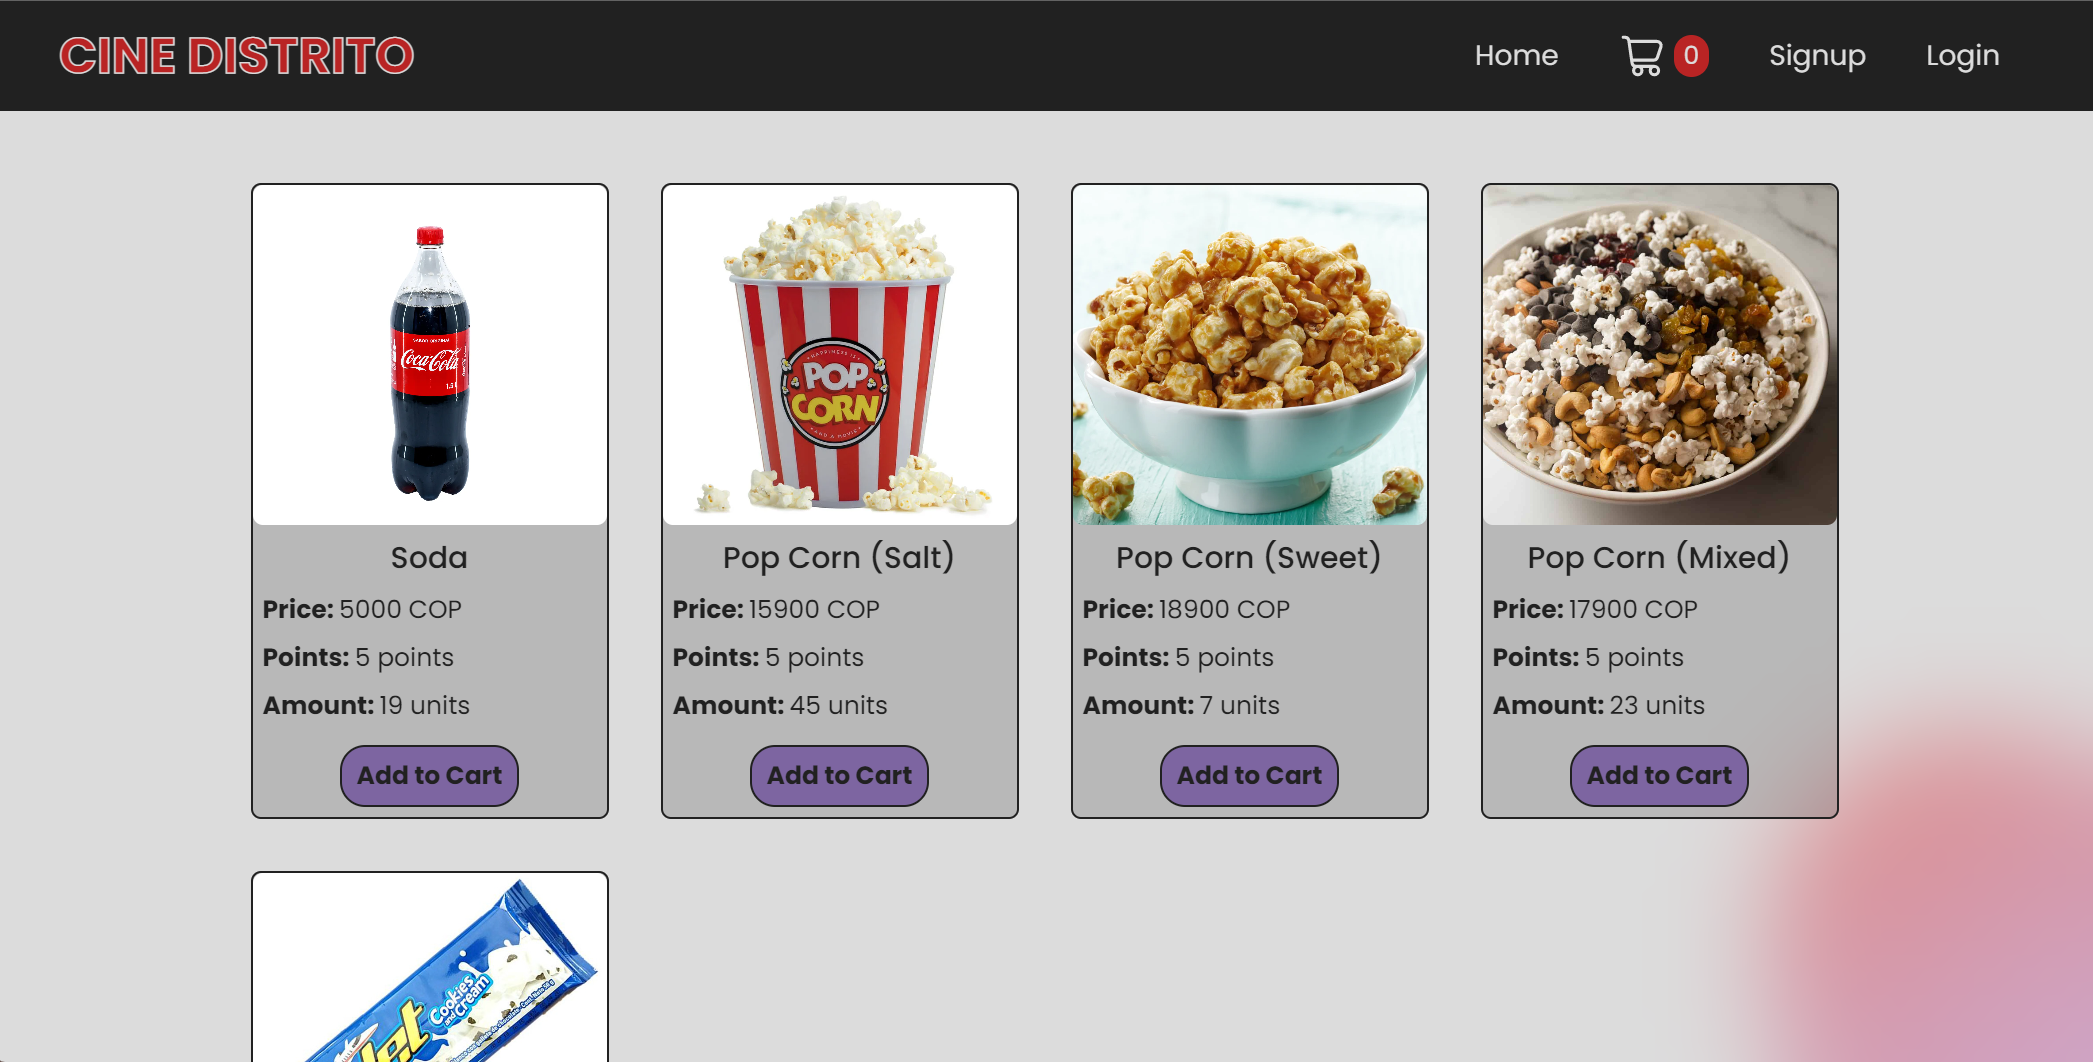 CINE DISTRITO
Home
0
Signup
Login
SABOR ORIGINAL
Coca-Cola
POP
CORN
Soda
Price: 5000 COP
Points: 5 points
Amount: 19 units
Add to Cart
Pop Corn (Salt)
Price: 15900 COP
Points: 5 points
Amount: 45 units
Add to Cart
Pop Corn (Sweet)
Price: 18900 COP
Points: 5 points
Amount: 7 units
Add to Cart
Pop Corn (Mixed)
Price: 17900 COP
Points: 5 points
Amount: 23 units
Add to Cart
Cookies
and Cream